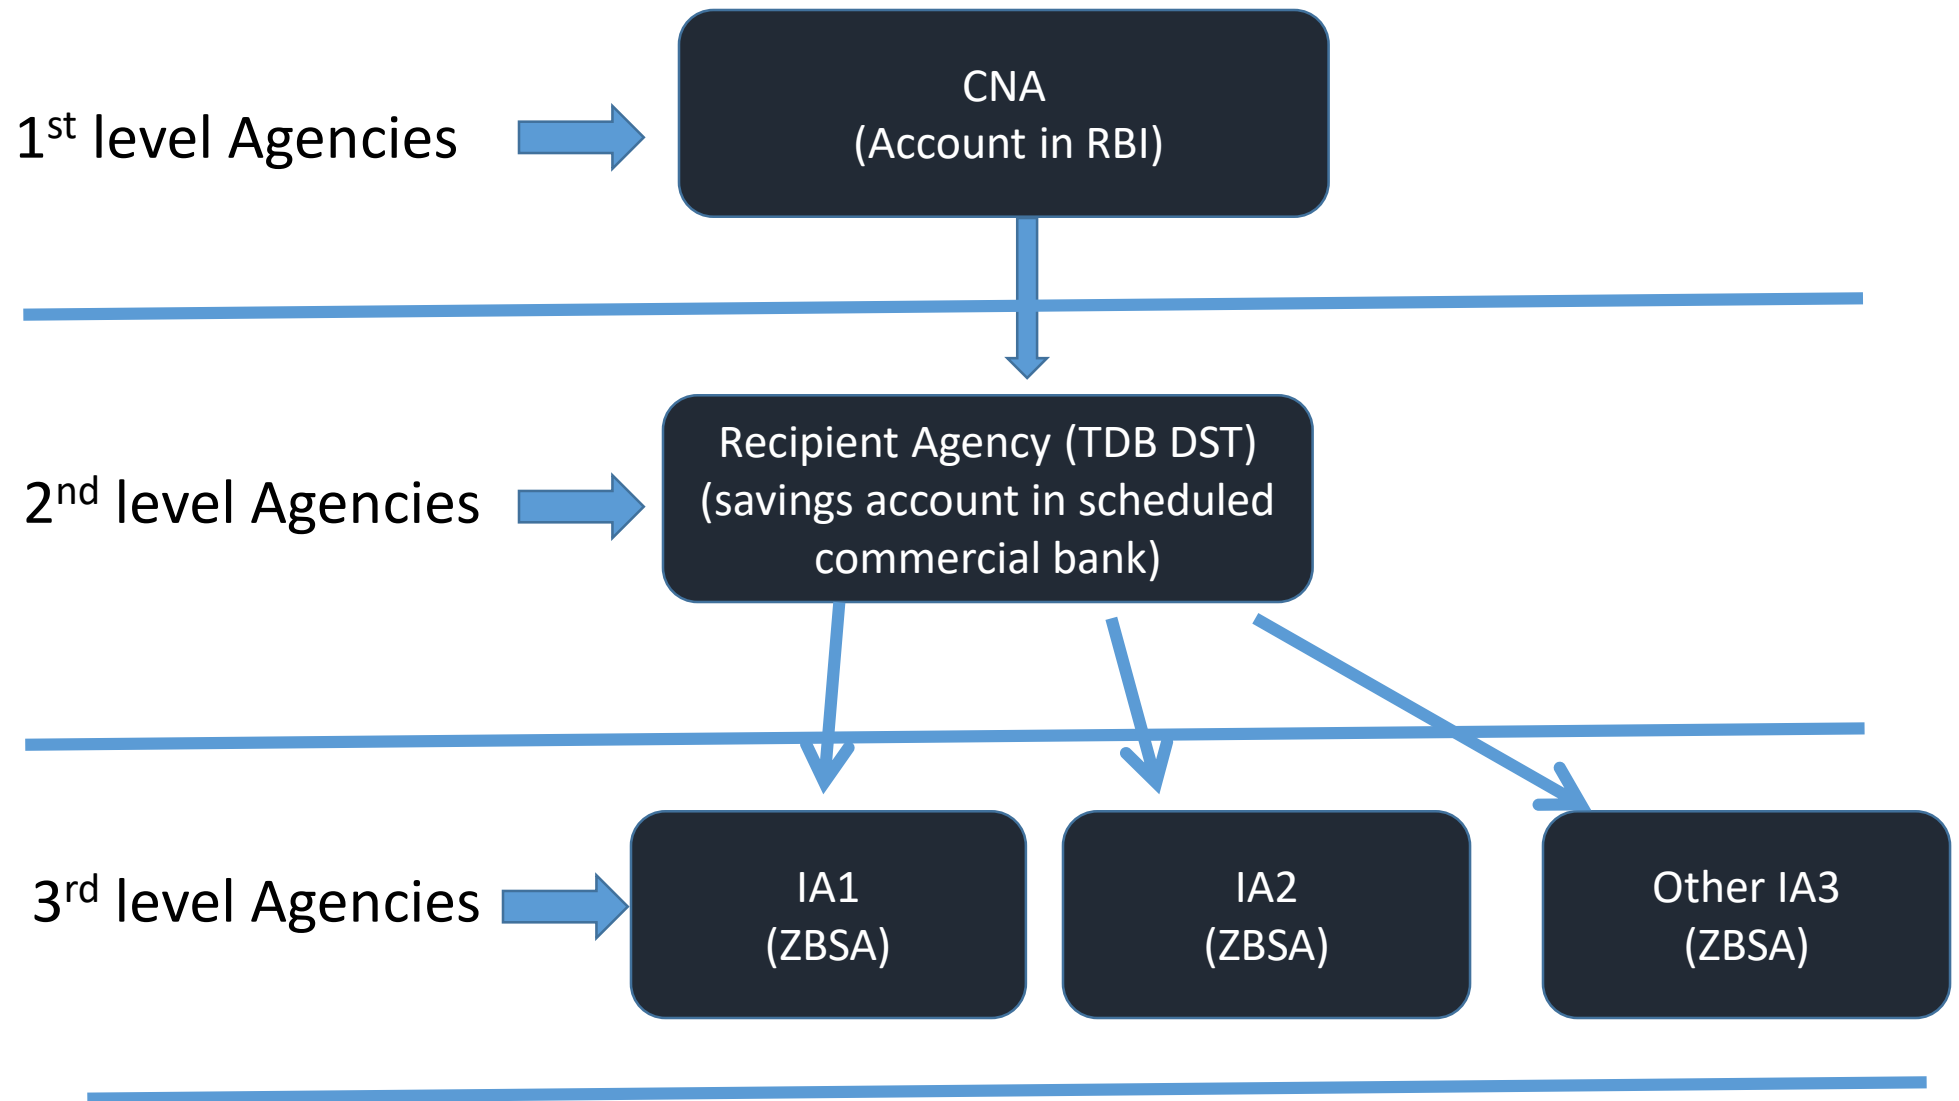 1st level Agencies
CNA
(Account in RBI)
2nd level Agencies
Recipient Agency (TDB DST)
(savings account in scheduled
commercial bank)
3rd level Agencies
IA1
(ZBSA)
IA2
(ZBSA)
Other IA3
(ZBSA)